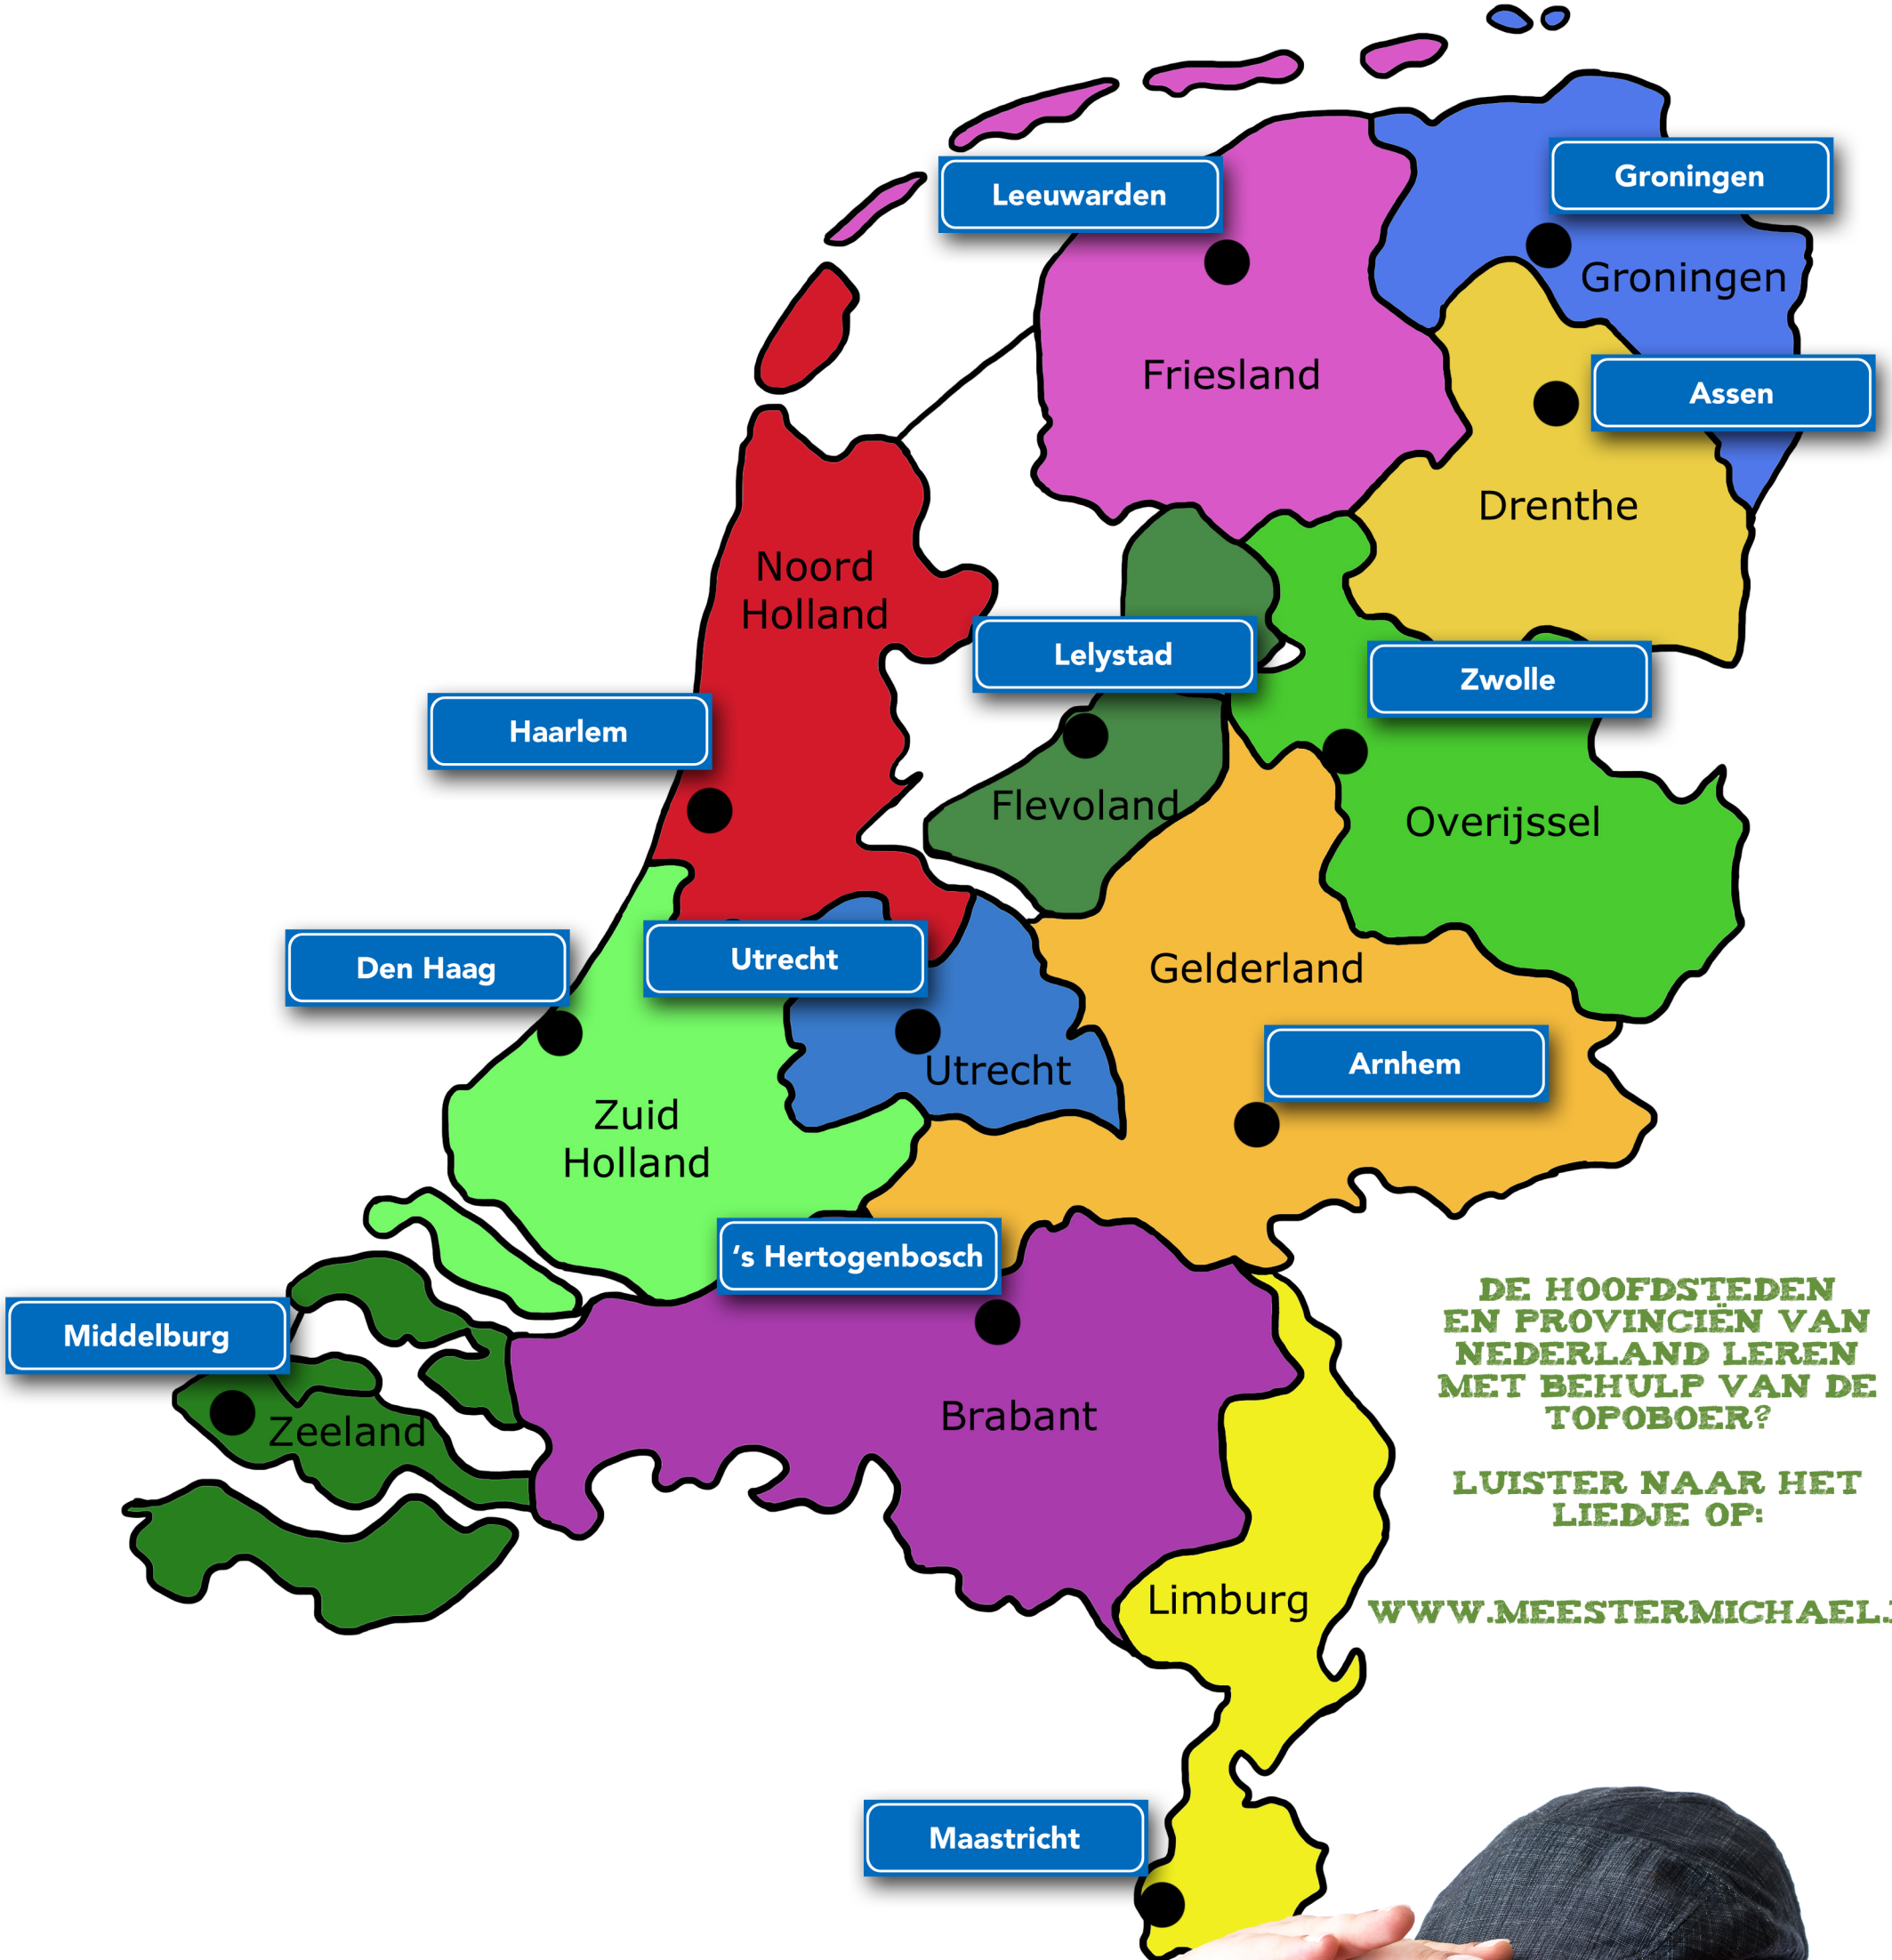 Leeuwarden
Groningen
Groningen
Friesland
Assen
Drenthe
Noord
Holland
Lelystad
Zwolle
Haarlem
Flevoland
Overijssel
Den Haag
Utrecht
Gelderland
Utrecht
Arnhem
Zuid
Holland
‘s Hertogenbosch
Middelburg
Zeeland
Brabant
DE HOOFDSTEDEN
EN PROVINCIËN VAN
NEDERLAND LEREN
MET BEHULP VAN DE
TOPOBOER?
LUISTER NAAR HET
LIEDJE OP:
Limburg
WWW.MEESTERMICHAEL.
Maastricht